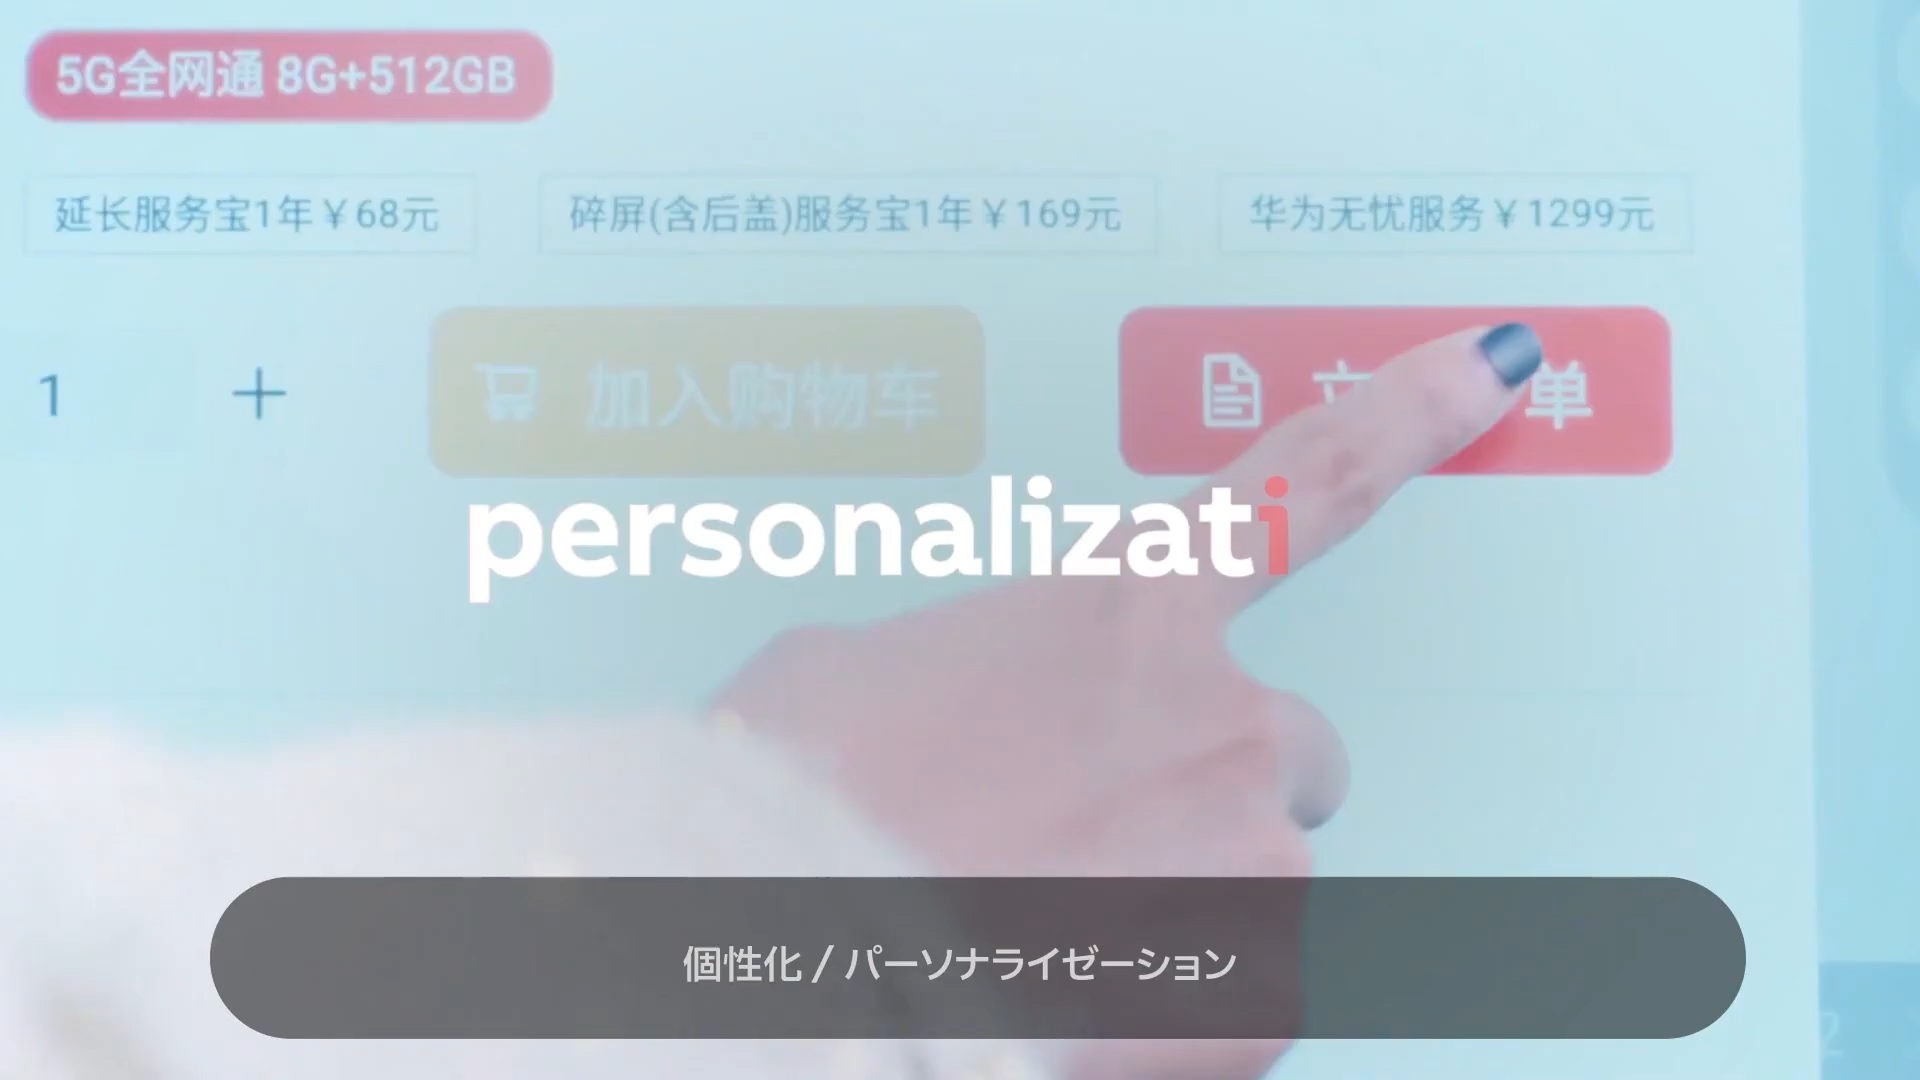 5G全网通 8G+512GB
延长服务宝1年￥68元
碎屏(含后盖)服务宝1年￥169元
华为无忧服务￥1299元
1 +
加入购物车
立 单
personalizati
個性化 / パーソナライゼーション
2